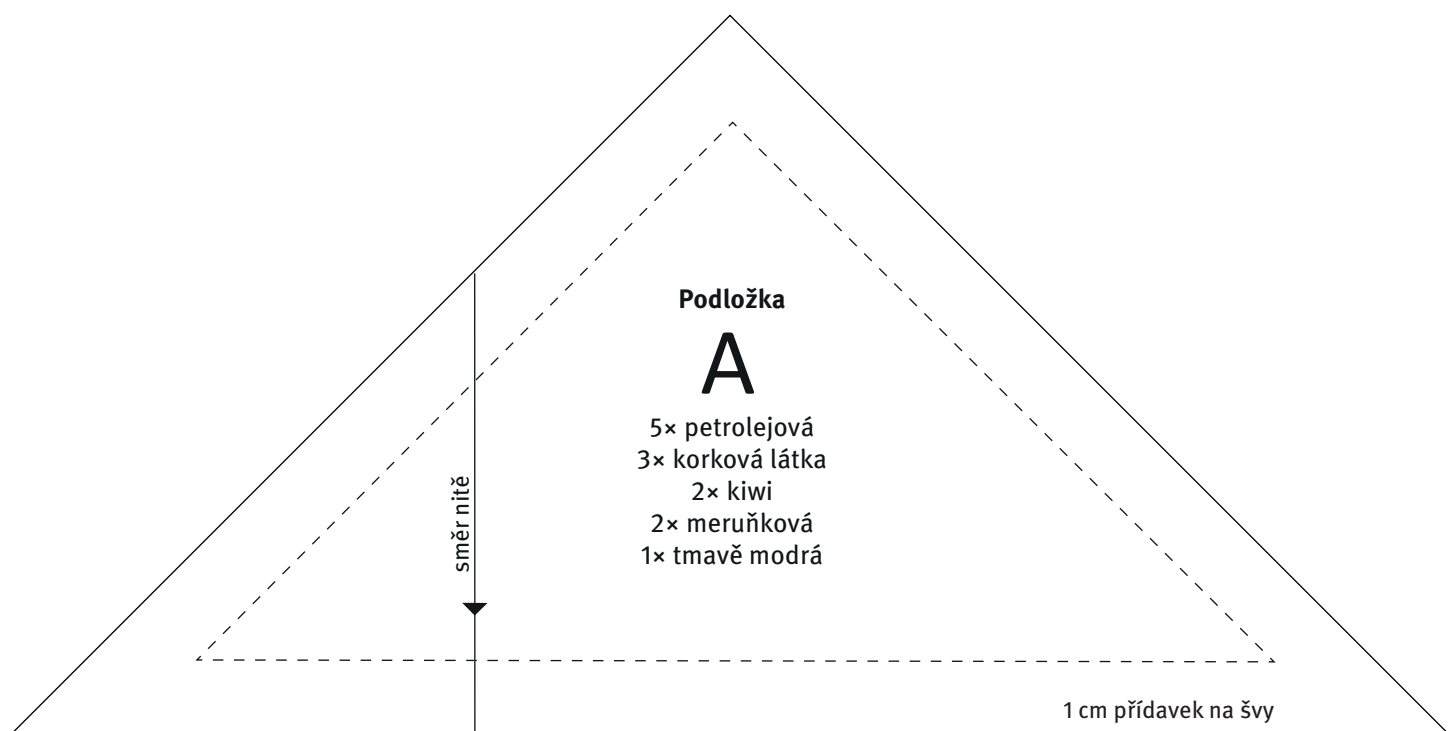 Podložka
A
5× petrolejová
3× korková látka
2× kiwi
2× meruňková
1× tmavě modrá
směr nitě
1 cm přídavek na švy